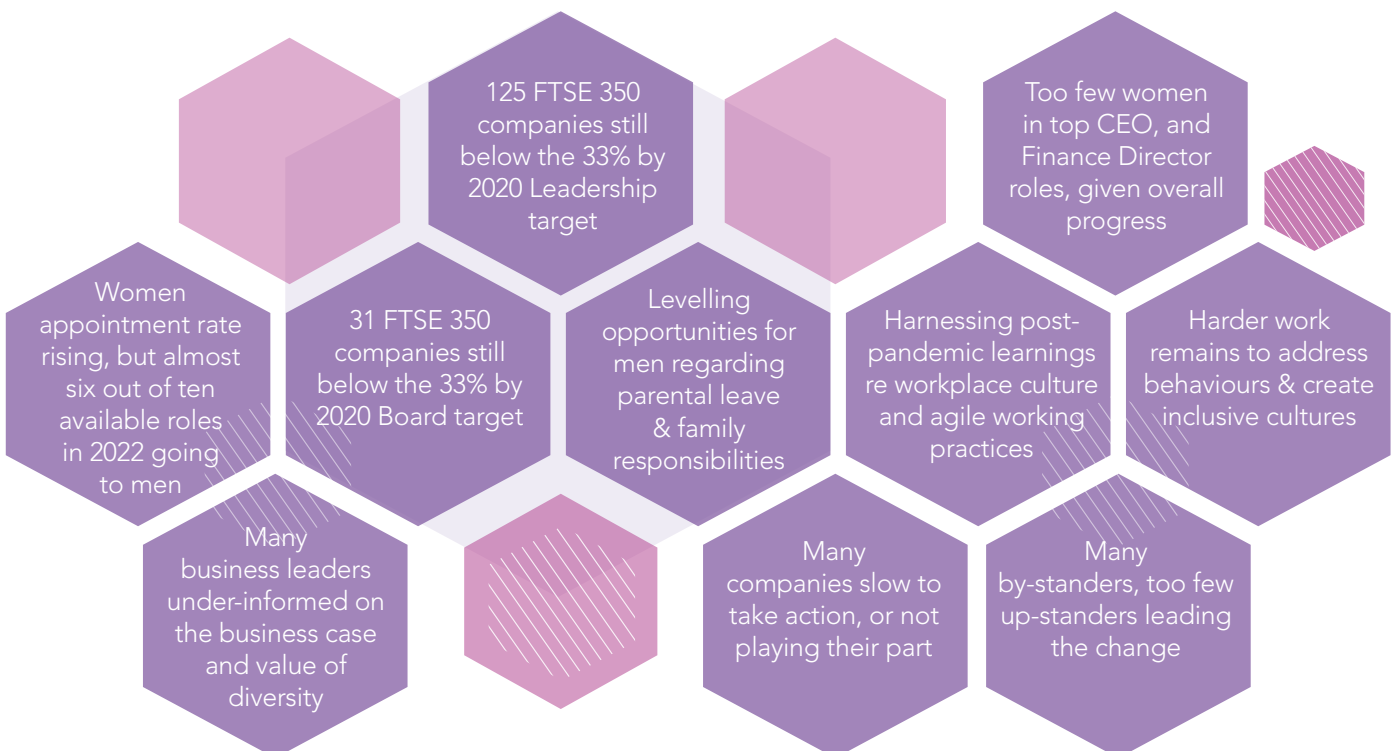 125 FTSE 350
companies still
below the 33% by
2020 Leadership
target
Too few women
in top CEO, and
Finance Director
roles, given overall
progress
Women
appointment rate
rising, but almost
six out of ten
available roles
in 2022 going
to men
31 FTSE 350
companies still
below the 33% by
2020 Board target
Levelling
opportunities for
men regarding
parental leave
& family
responsibilities
Harnessing post-
pandemic learnings
re workplace culture
and agile working
practices
Harder work
remains to address
behaviours & create
inclusive cultures
Many
business leaders
under-informed on
the business case
and value of
diversity
Many
companies slow to
take action, or not
playing their part
Many
by-standers, too few
up-standers leading
the change